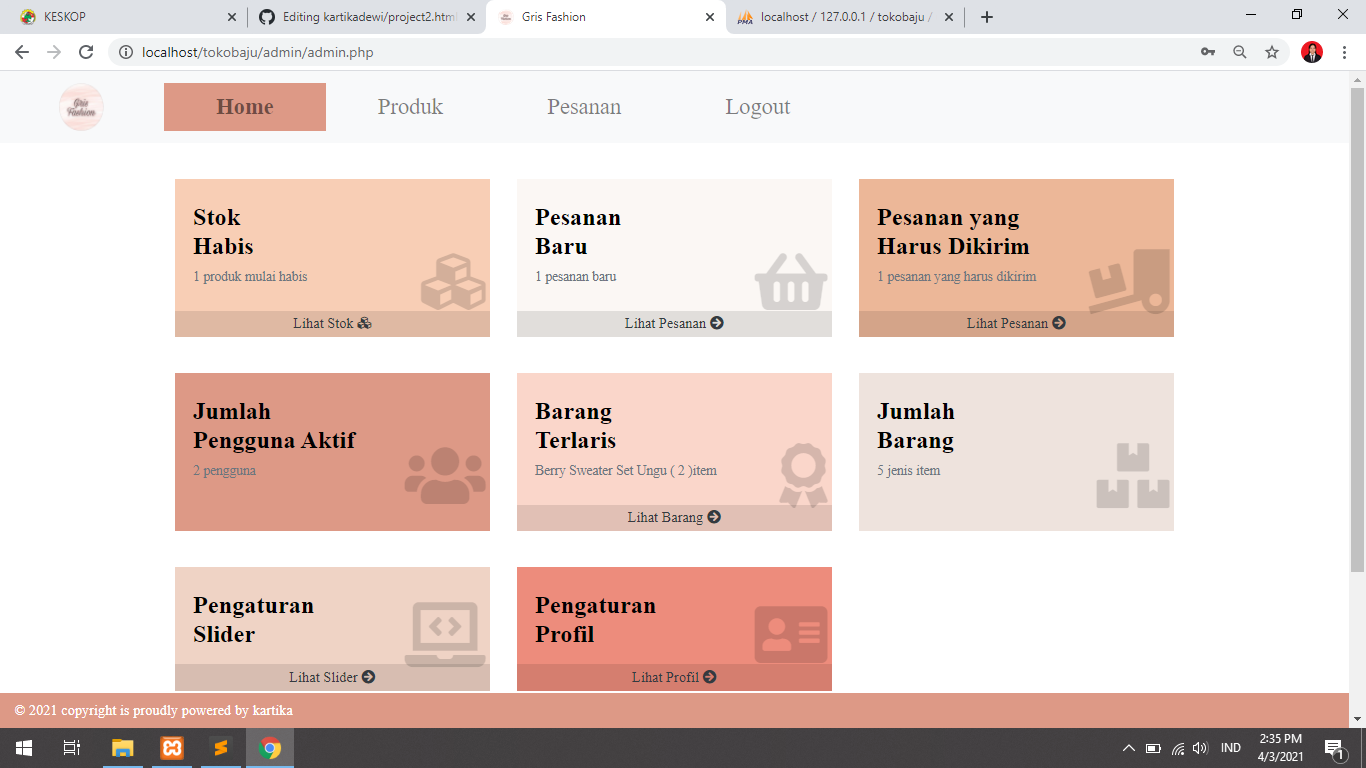 KESKOP
Editing kartikadewi/project2.html
Gris Fashion
localhost / 127.0.0.1 / tokobaju /
localhost/tokobaju/admin/admin.php
Gris
Fashion
Home
Produk
Pesanan
Logout
Stok
Habis
1 produk mulai habis
Lihat Stok
Pesanan
Baru
1 pesanan baru
Lihat Pesanan
Pesanan yang
Harus Dikirim
1 pesanan yang harus dikirim
Lihat Pesanan
Jumlah
Pengguna Aktif
2 pengguna
Barang
Terlaris
Berry Sweater Set Ungu ( 2 )item
Lihat Barang
Jumlah
Barang
5 jenis item
Pengaturan
Slider
Lihat Slider
Pengaturan
Profil
Lihat Profil
© 2021 copyright is proudly powered by kartika
IND
2:35 PM
4/3/2021
1